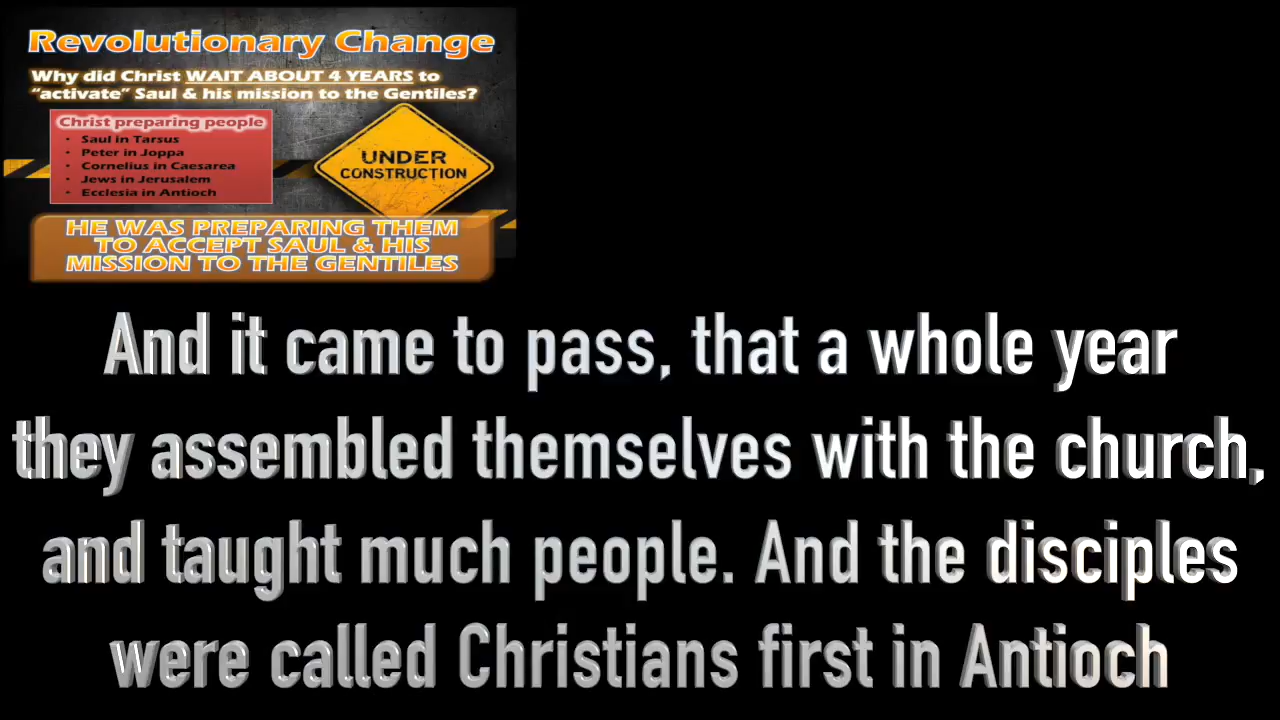 Revolutionary Change
Why did Christ WAIT ABOUT 4 YEARS to
“activate” Saul & his mission to the Gentiles?
Christ preparing people
• Saul in Tarsus
• Peter in Joppa
• Cornelius in Caesarea
• Jews in Jerusalem
• Ecclesia in Antioch
UNDER
CONSTRUCTION
HE WAS PREPARING THEM
TO ACCEPT SAUL & HIS
MISSION TO THE GENTILES
And it came to pass, that a whole year
they assembled themselves with the church,
and taught much people. And the disciples
were called Christians first in Antioch